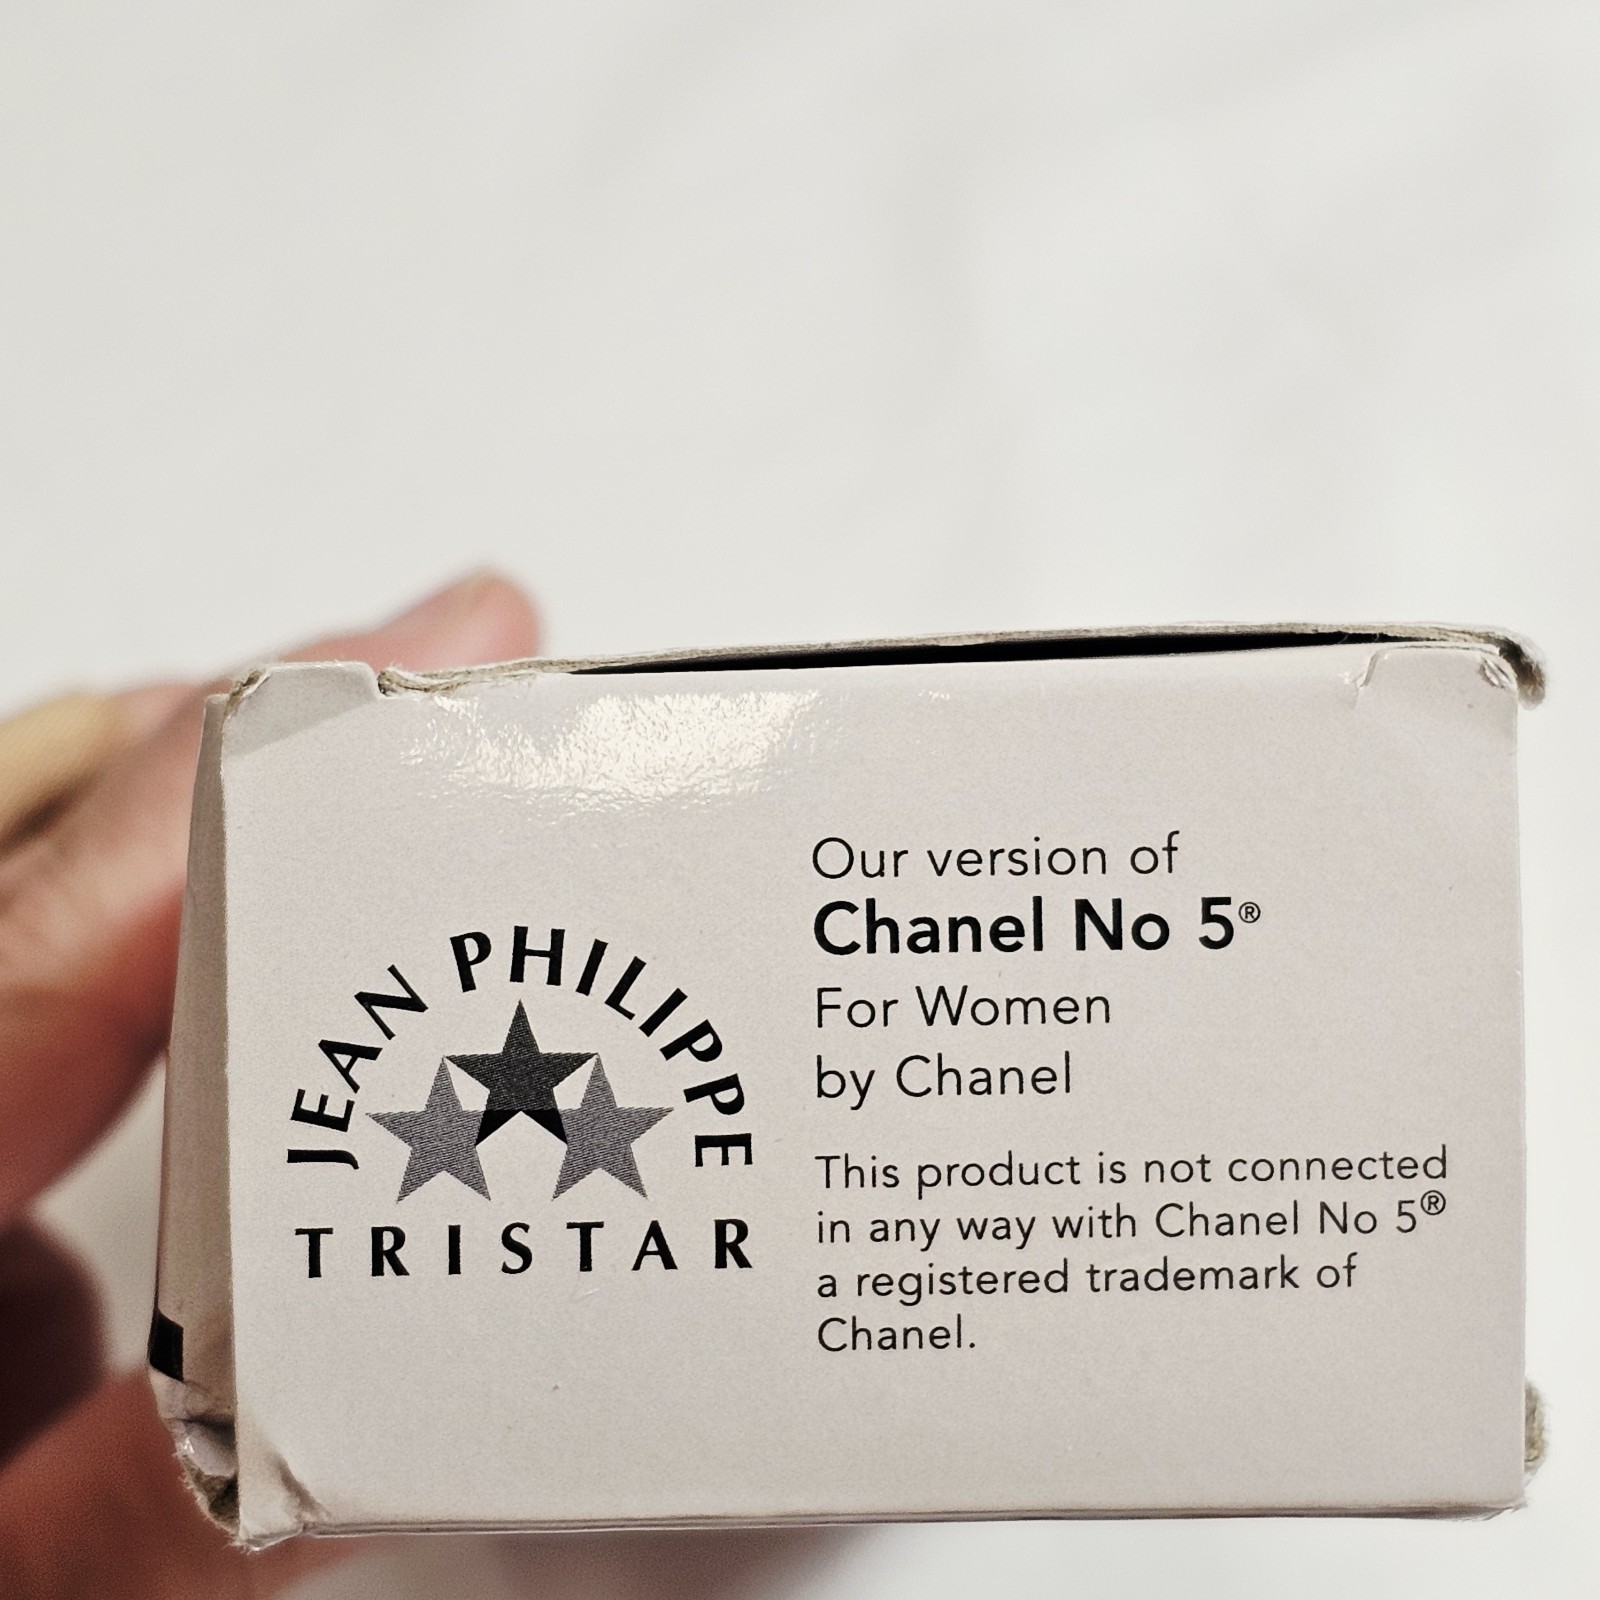 JEAN PHILIPPE
TRISTAR
Our version of
Chanel No 5®
For Women
by Chanel
This product is not connected
in any way with Chanel No 5®
a registered trademark of
Chanel.